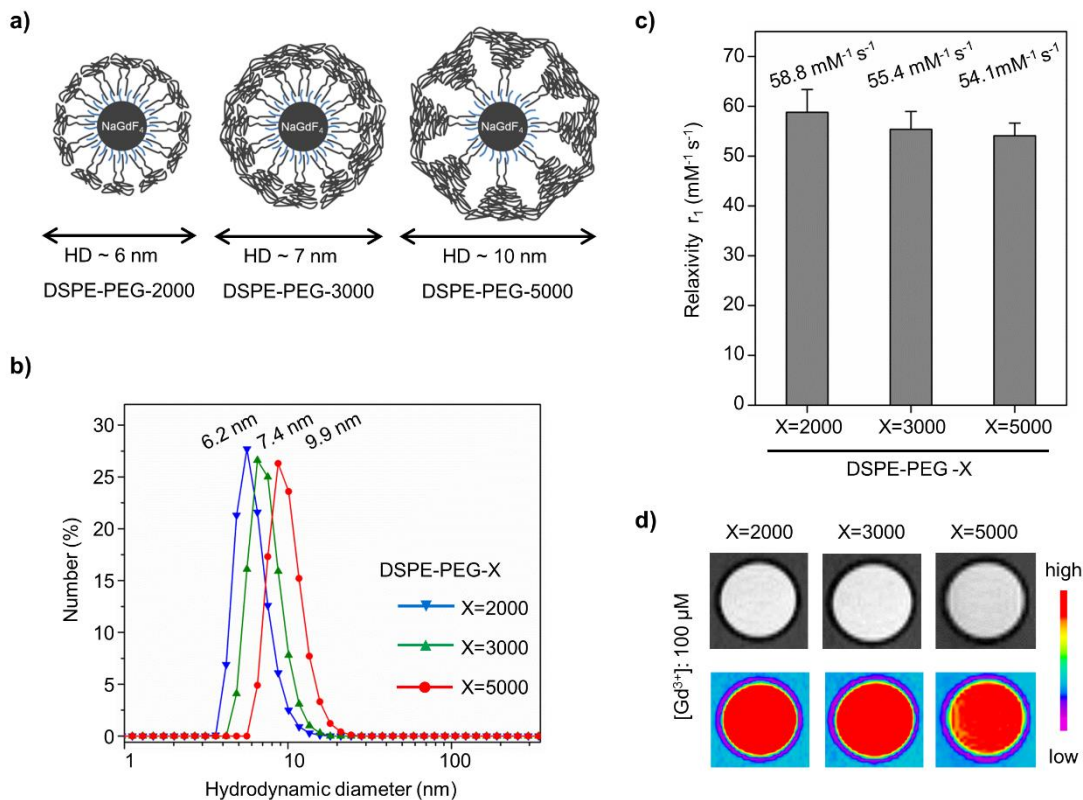 a)
NaGdF₄
NaGdF₄
NaGdF₄
HD ~ 6 nm
HD ~ 7 nm
HD ~ 10 nm
DSPE-PEG-2000
DSPE-PEG-3000
DSPE-PEG-5000
b)
30
25
20
15
10
5
0
Number (%)
6.2 nm
7.4 nm
9.9 nm
DSPE-PEG-X
X=2000
X=3000
X=5000
1
10
100
Hydrodynamic diameter (nm)
c)
70
60
50
40
30
20
10
0
Relaxivity r₁ (mM⁻¹ s⁻¹)
58.8 mM⁻¹ s⁻¹
55.4 mM⁻¹ s⁻¹
54.1mM⁻¹ s⁻¹
X=2000
X=3000
X=5000
DSPE-PEG -X
d)
X=2000
X=3000
X=5000
[Gd³⁺]: 100 µM
high
low